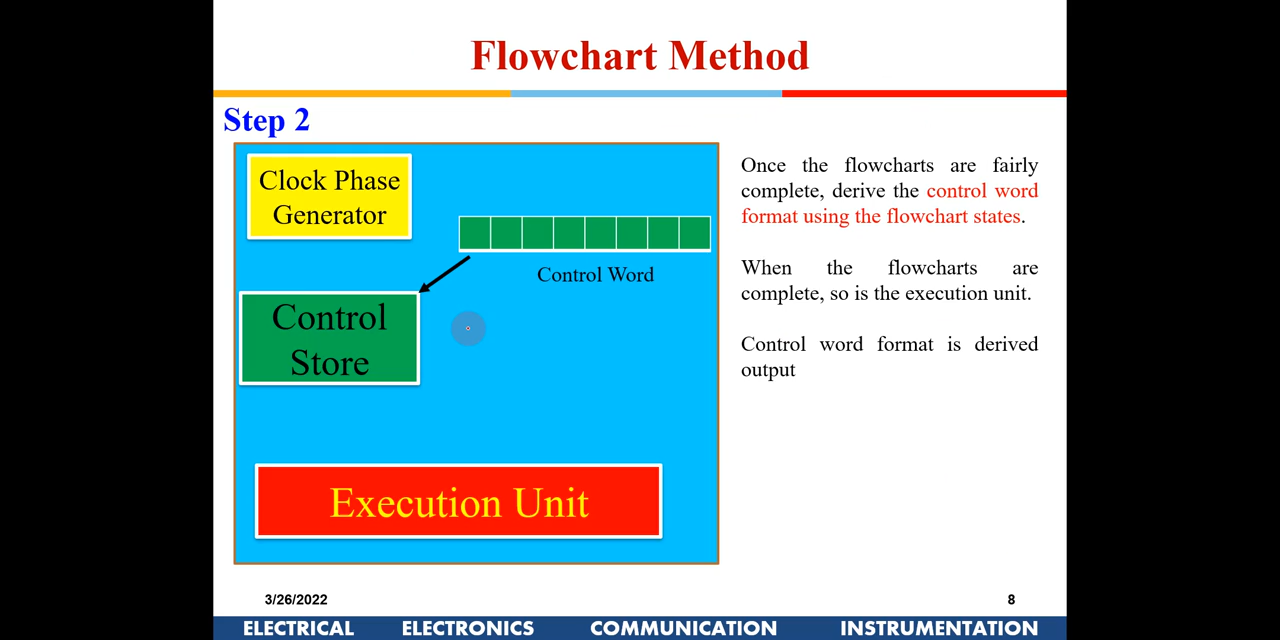 Flowchart Method
Step 2
Clock Phase
Generator
Control Word
Control
Store
Execution Unit
Once the flowcharts are fairly
complete, derive the control word
format using the flowchart states.
When the flowcharts are
complete, so is the execution unit.
Control word format is derived
output
3/26/2022
8
ELECTRICAL ELECTRONICS COMMUNICATION INSTRUMENTATION